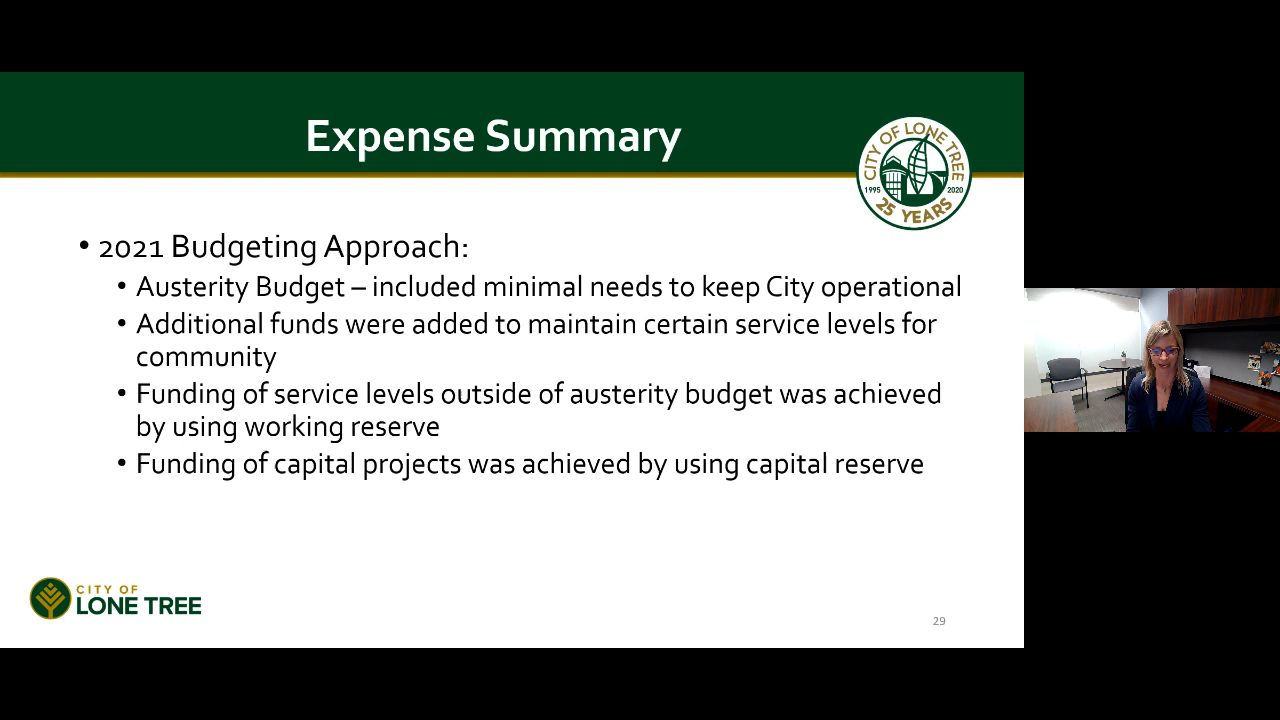 Expense Summary
CITY OF LONE TREE
1995
2020
25 YEARS
• 2021 Budgeting Approach:
• Austerity Budget – included minimal needs to keep City operational
• Additional funds were added to maintain certain service levels for
community
• Funding of service levels outside of austerity budget was achieved
by using working reserve
• Funding of capital projects was achieved by using capital reserve
CITY OF
LONE TREE
29